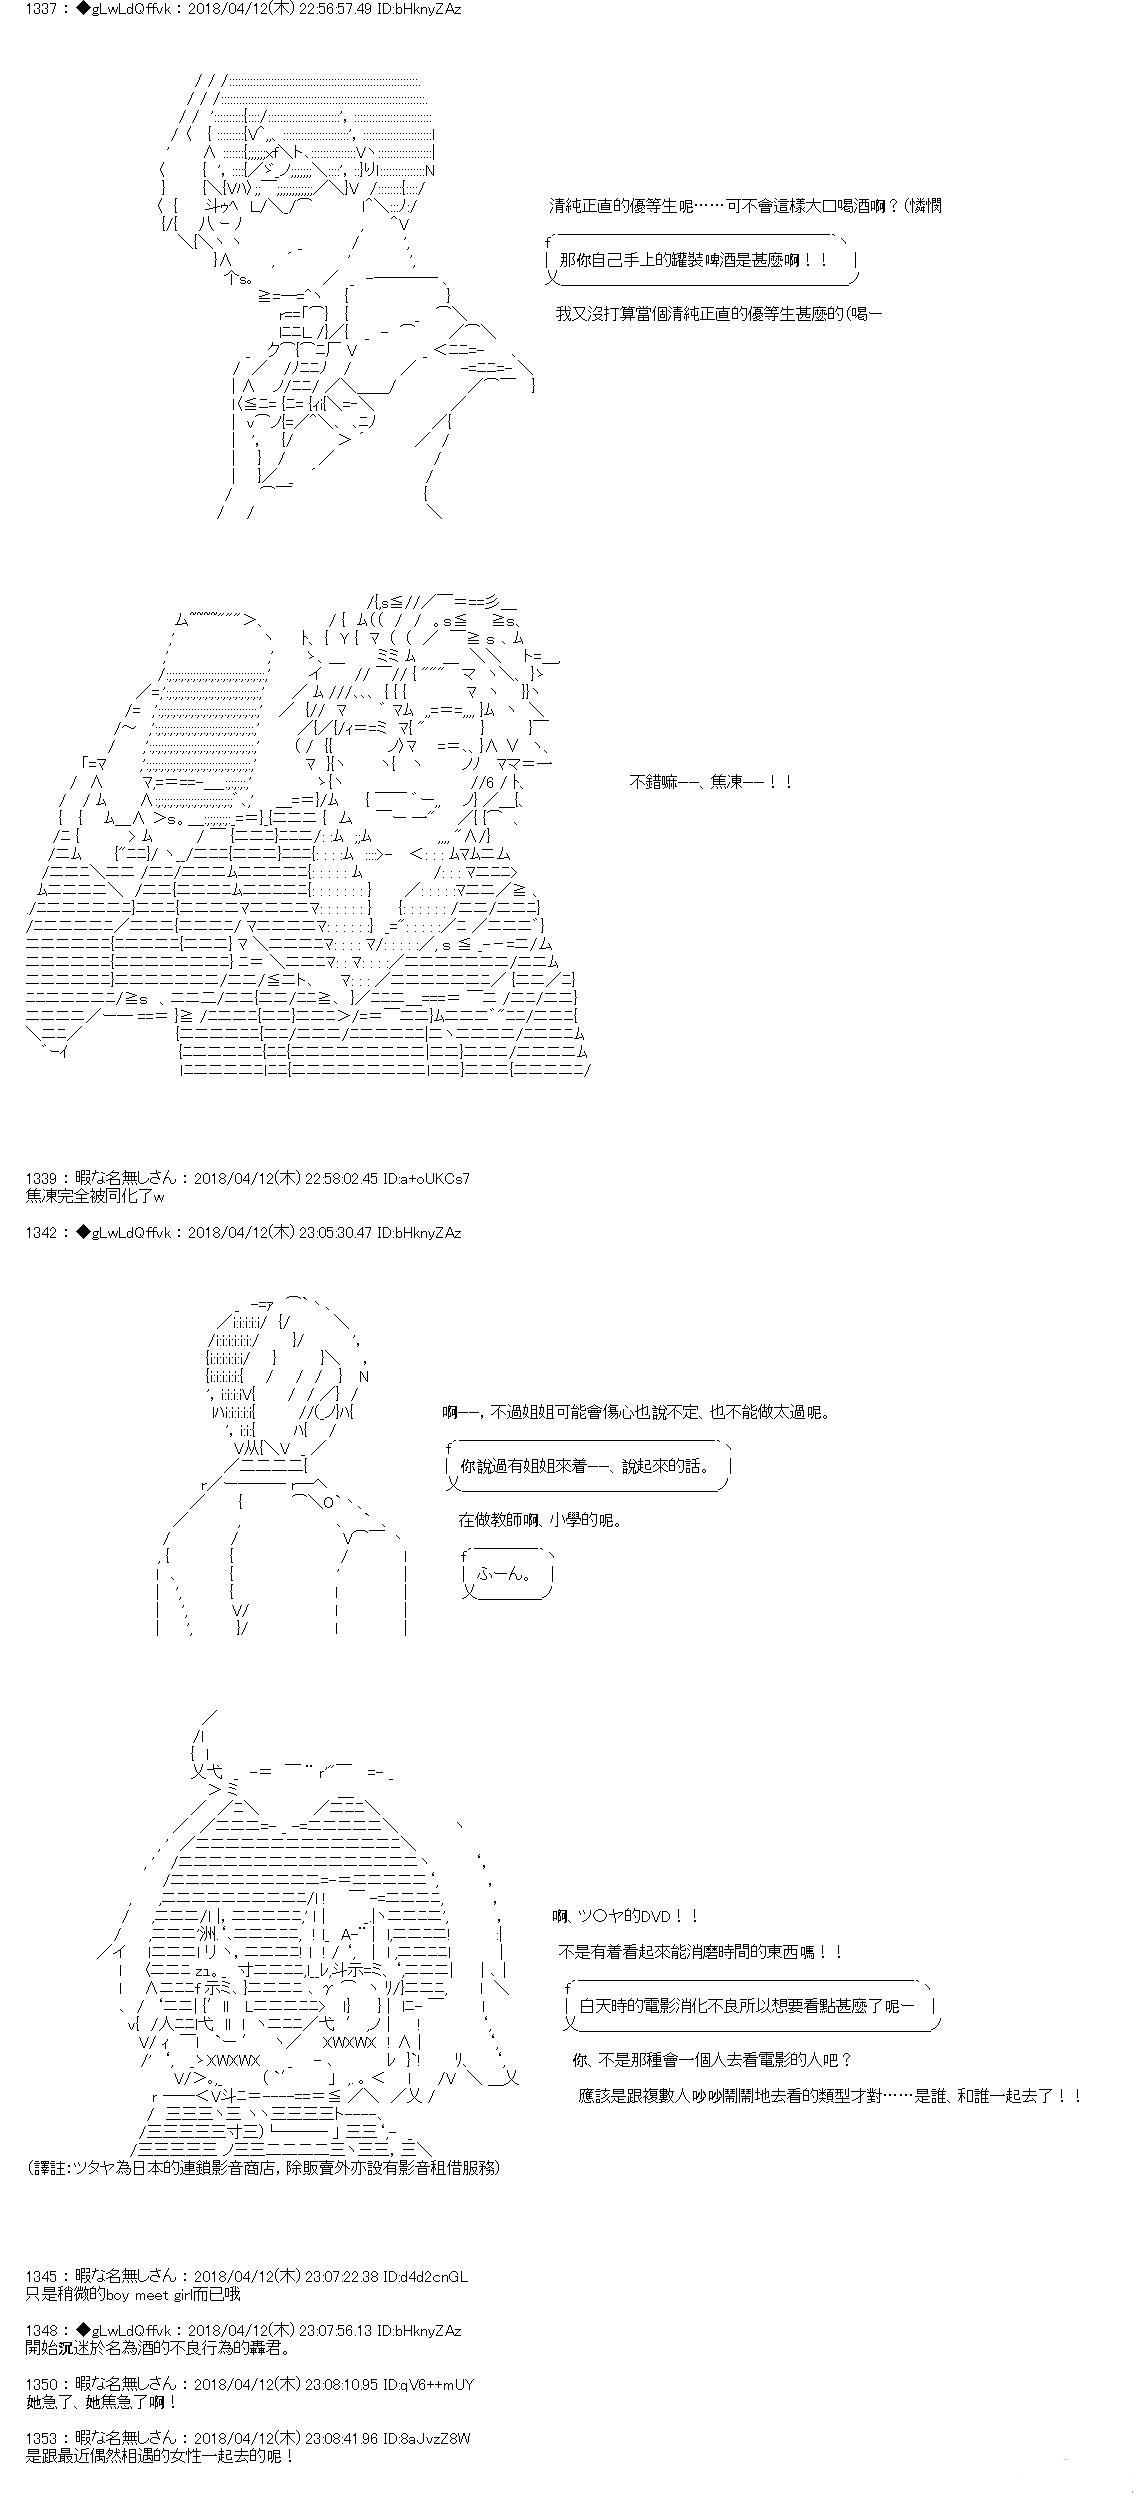 1337 : ◆gLwLdQffvk : 2018/04/12(木) 22:56:57.49 ID:bHknyZAz
清純正直的優等生呢……可不會這樣大口喝酒啊？(憐憫
那你自己手上的罐裝啤酒是甚麼啊！！
我又沒打算當個清純正直的優等生甚麼的(喝ー
不錯嘛ーー、焦凍ーー！！
1339 : 暇な名無しさん : 2018/04/12(木) 22:58:02.45 ID:a+oUKCs7
焦凍完全被同化了w
1342 : ◆gLwLdQffvk : 2018/04/12(木) 23:05:30.47 ID:bHknyZAz
啊ーー，不過姐姐可能會傷心也說不定、也不能做太過呢。
你說過有姐姐來着ーー、說起來的話。
在做教師啊、小學的呢。
ふーん。
啊、ツ○ヤ的DVD！！
不是有着看起來能消磨時間的東西嗎！！
白天時的電影消化不良所以想要看點甚麼了呢ー
你、不是那種會一個人去看電影的人吧？
應該是跟複數人吵吵鬧鬧地去看的類型才對……是誰、和誰一起去了！！
(譯註：ツタヤ為日本的連鎖影音商店，除販賣外亦設有影音租借服務)
1345 : 暇な名無しさん : 2018/04/12(木) 23:07:22.38 ID:d4d2cnGL
只是稍微的boy meet girl而已哦
1348 : ◆gLwLdQffvk : 2018/04/12(木) 23:07:56.13 ID:bHknyZAz
開始沉迷於名為酒的不良行為的轟君。
1350 : 暇な名無しさん : 2018/04/12(木) 23:08:10.95 ID:qV6++mUY
她急了、她焦急了啊！
1353 : 暇な名無しさん : 2018/04/12(木) 23:08:41.96 ID:8aJvzZ8W
是跟最近偶然相遇的女性一起去的呢！